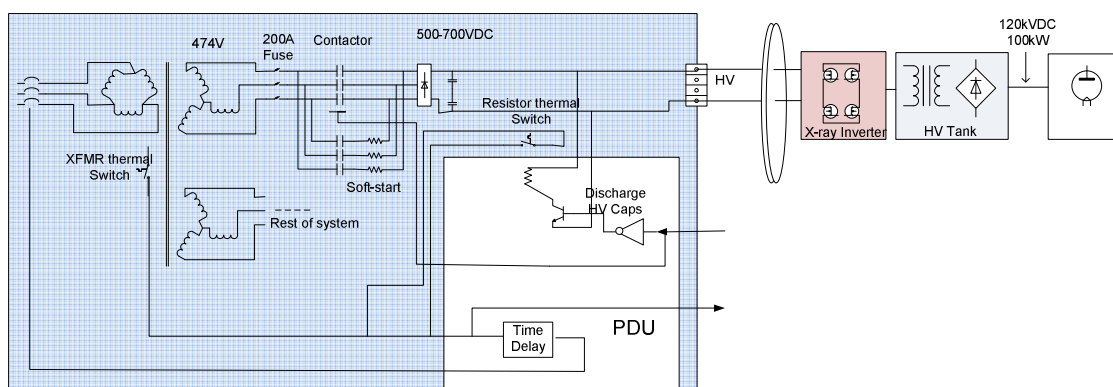 474V
200A
Fuse
Contactor
500-700VDC
120kVDC
100kW
HV
Resistor thermal
Switch
X-ray Inverter
HV Tank
XFMR thermal
Switch
Soft-start
Discharge
HV Caps
Rest of system
Time
Delay
PDU